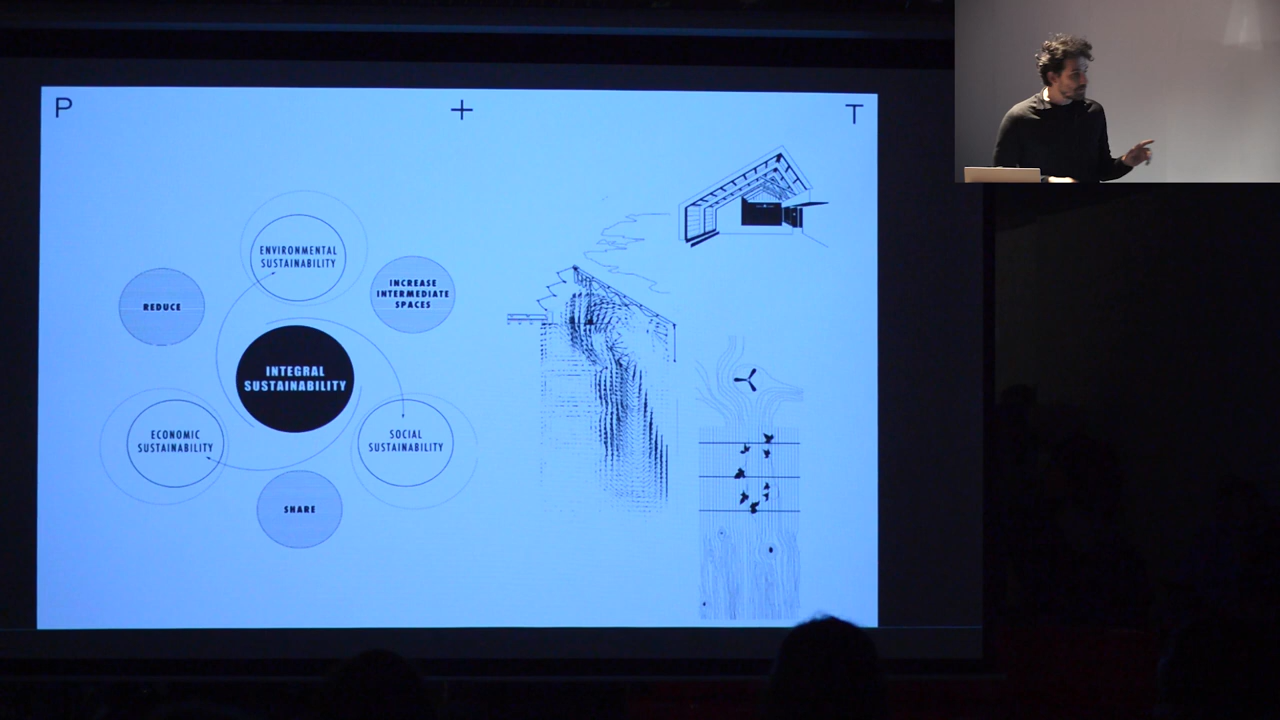 P + T
ENVIRONMENTAL
SUSTAINABILITY
INCREASE
INTERMEDIATE
SPACES
REDUCE
INTEGRAL
SUSTAINABILITY
ECONOMIC
SUSTAINABILITY
SOCIAL
SUSTAINABILITY
SHARE